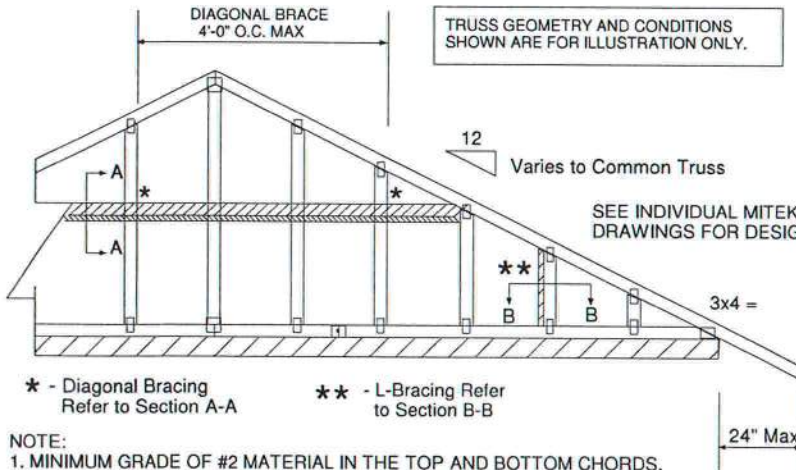 DIAGONAL BRACE
4'-0" O.C. MAX
TRUSS GEOMETRY AND CONDITIONS
SHOWN ARE FOR ILLUSTRATION ONLY.
12
Varies to Common Truss
A
*
*
SEE INDIVIDUAL MITEK
DRAWINGS FOR DESIG
A
**
B
B
3x4 =
* - Diagonal Bracing
Refer to Section A-A
** - L-Bracing Refer
to Section B-B
24" Max
NOTE:
1. MINIMUM GRADE OF #2 MATERIAL IN THE TOP AND BOTTOM CHORDS.